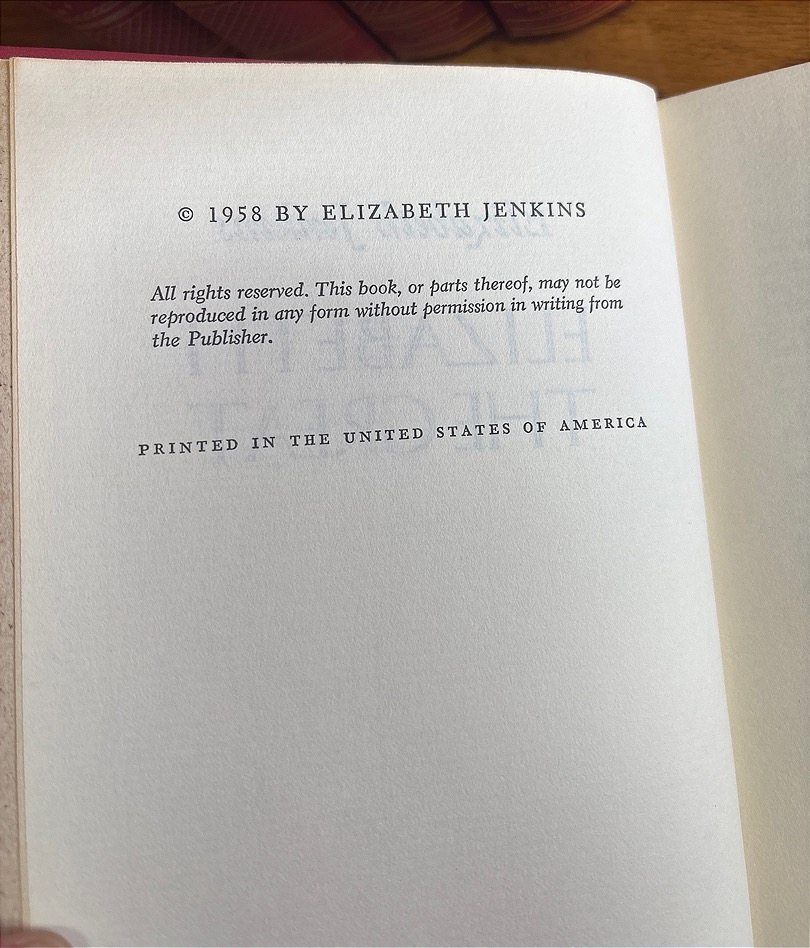 © 1958 BY ELIZABETH JENKINS
All rights reserved. This book, or parts thereof, may not be
reproduced in any form without permission in writing from
the Publisher.
PRINTED IN THE UNITED STATES OF AMERICA